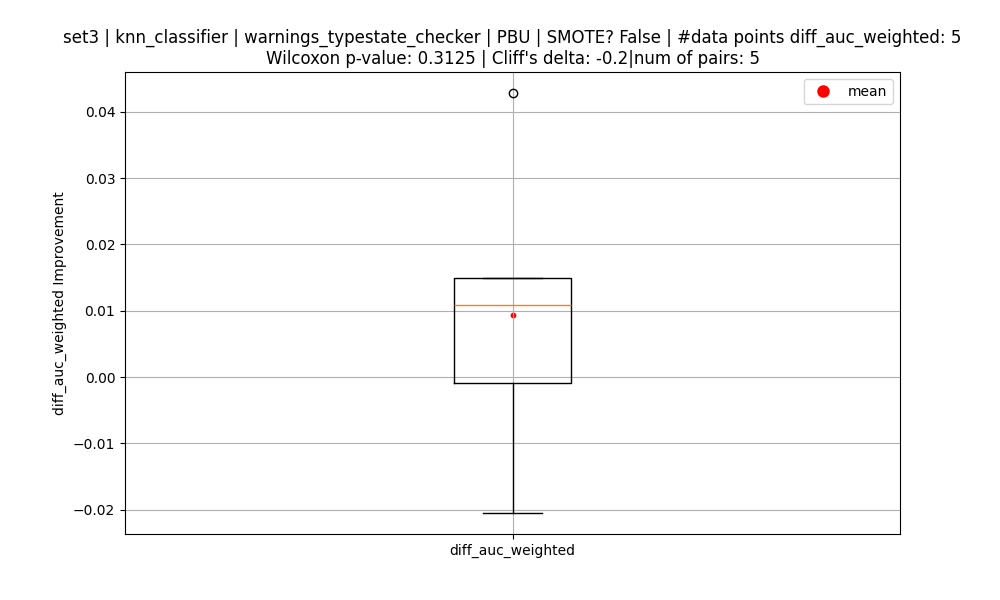 set3 | knn_classifier | warnings_typestate_checker | PBU | SMOTE? False | #data points diff_auc_weighted: 5
Wilcoxon p-value: 0.3125 | Cliff's delta: -0.2|num of pairs: 5
mean
0.04
0.03
0.02
0.01
0.00
−0.01
−0.02
diff_auc_weighted Improvement
diff_auc_weighted